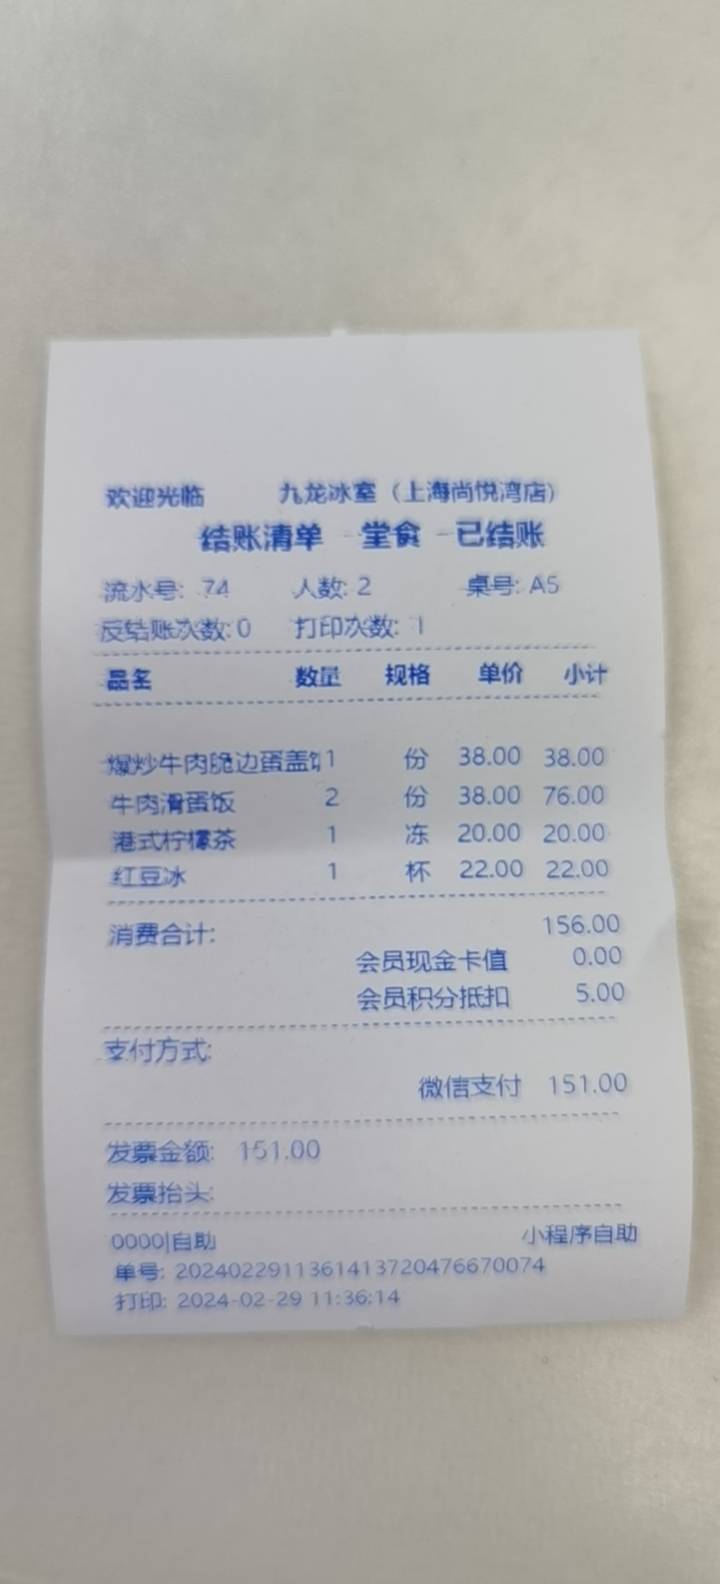 欢迎光临 九龙冰室（上海尚悦湾店）
结账清单 -堂食 -已结账
流水号: 74 人数: 2 桌号: A5
反结账次数: 0 打印次数: 1
品名 数量 规格 单价 小计
爆炒牛肉脆边蛋盖饭 1 份 38.00 38.00
牛肉滑蛋饭 2 份 38.00 76.00
港式柠檬茶 1 冻 20.00 20.00
红豆冰 1 杯 22.00 22.00
消费合计: 156.00
会员现金卡值 0.00
会员积分抵扣 5.00
支付方式:
微信支付 151.00
发票金额: 151.00
发票抬头:
0000|自助 小程序自助
单号: 2024022911361413720476670074
打印: 2024-02-29 11:36:14